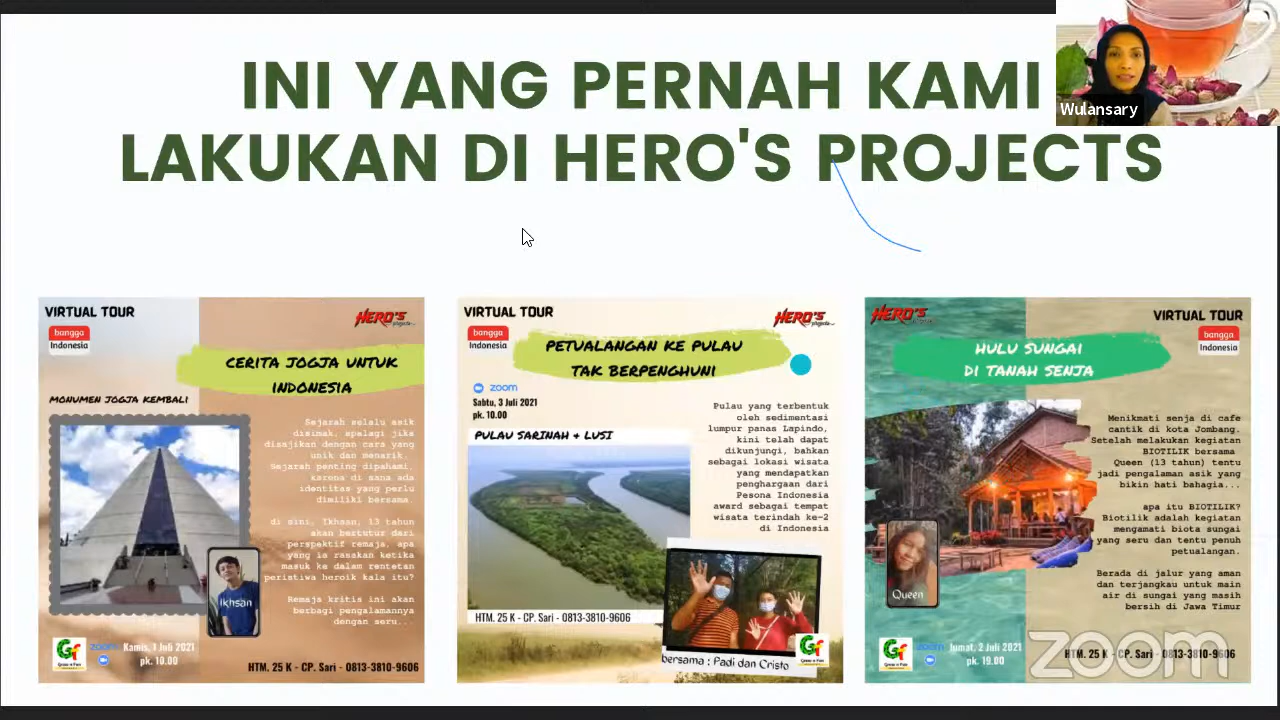 INI YANG PERNAH KAMI
LAKUKAN DI HERO'S PROJECTS
Wulansary
VIRTUAL TOUR
bangga
Indonesia
HERO'S
projects
CERITA JOGJA UNTUK
INDONESIA
MONUMEN JOGJA KEMBALI
Sejarah selalu asik
disimak, apalagi jika
disajikan dengan cara yang
unik dan menarik.
Sejarah penting dipahami,
karena di sana ada
identitas yang perlu
dimiliki bersama.
di sini, Ikhsan, 13 tahun
akan bertutur dari
perspektif remaja, apa
yang ia rasakan ketika
masuk ke dalam rentetan
peristiwa heroik kala itu?
Remaja kritis ini akan
berbagi pengalamannya
dengan seru...
Ikhsan
zoom
Kamis, 1 Juli 2021
pk. 10.00
HTM. 25 K - CP. Sari - 0813-3810-9606
VIRTUAL TOUR
bangga
Indonesia
HERO'S
projects
PETUALANGAN KE PULAU
TAK BERPENGHUNI
zoom
Sabtu, 3 Juli 2021
pk. 10.00
PULAU SARINAH + LUSI
Pulau yang terbentuk
oleh sedimentasi
lumpur panas Lapindo,
kini telah dapat
dikunjungi, bahkan
sebagai lokasi wisata
yang mendapatkan
penghargaan dari
Pesona Indonesia
award sebagai tempat
wisata terindah ke-2
di Indonesia
HTM. 25 K - CP. Sari - 0813-3810-9606
bersama : Padi dan Cristo
HERO'S
VIRTUAL TOUR
bangga
Indonesia
HULU SUNGAI
DI TANAH SENJA
Menikmati senja di cafe
cantik di kota Jombang.
Setelah melakukan kegiatan
BIOTILIK bersama
Queen (13 tahun) tentu
jadi pengalaman asik yang
bikin hati bahagia...
apa itu BIOTILIK?
Biotilik adalah kegiatan
mengamati biota sungai
yang seru dan tentu penuh
petualangan.
Berada di jalur yang aman
dan terjangkau untuk main
air di sungai yang masih
bersih di Jawa Timur
Queen
zoom
Jumat, 2 Juli 2021
pk. 19.00
HTM. 25 K - CP. Sari - 0813-3810-9606
zoom